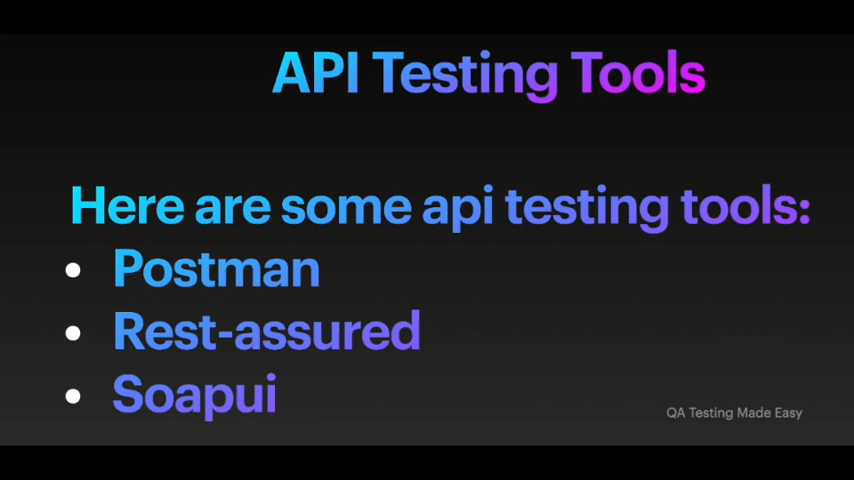 API Testing Tools
Here are some api testing tools:
• Postman
• Rest-assured
• Soapui
QA Testing Made Easy